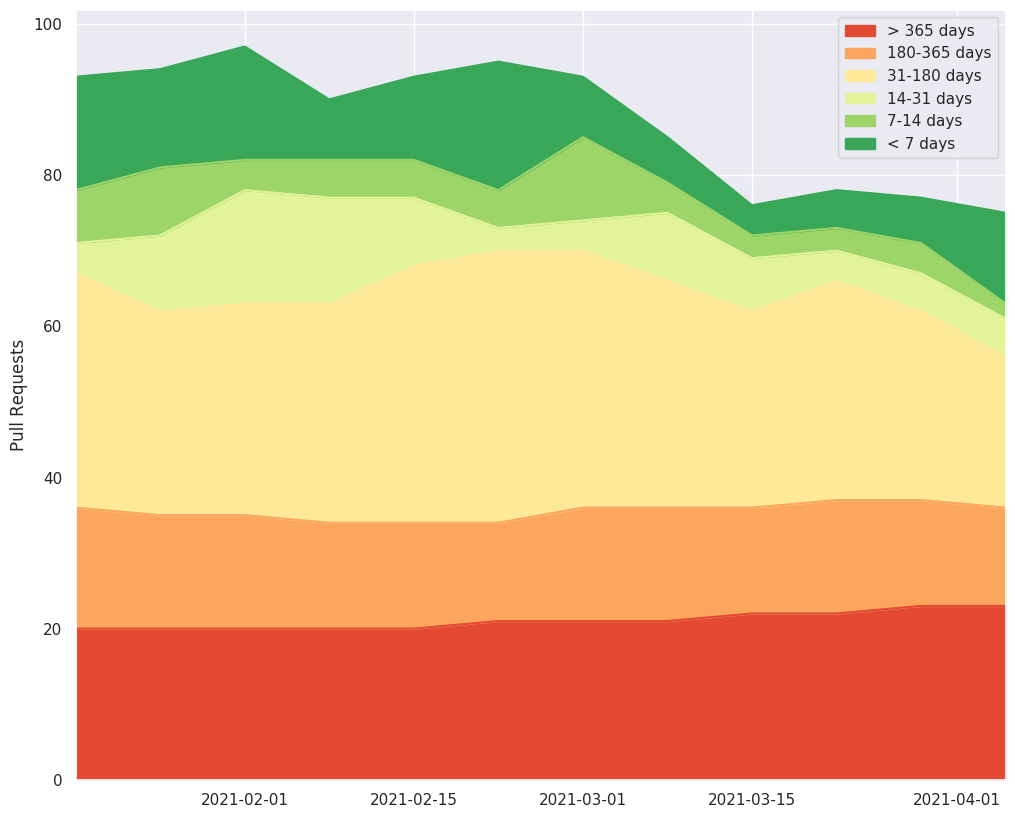 100
80
60
40
20
0
Pull Requests
> 365 days
180-365 days
31-180 days
14-31 days
7-14 days
< 7 days
2021-02-01
2021-02-15
2021-03-01
2021-03-15
2021-04-01